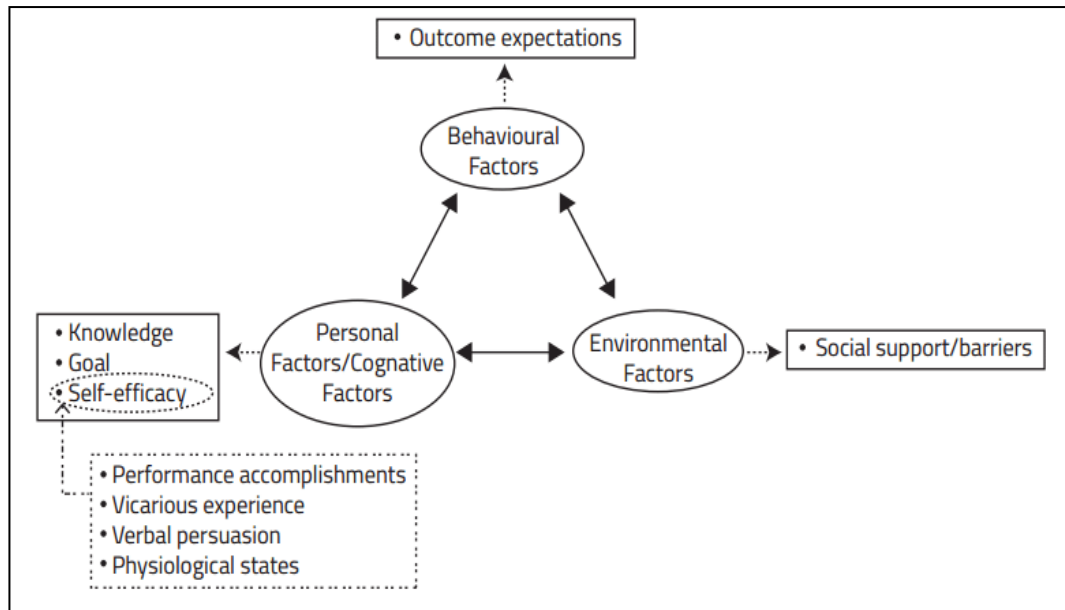 • Outcome expectations
Behavioural
Factors
• Knowledge
• Goal
• Self-efficacy
Personal
Factors/Cognative
Factors
Environmental
Factors
• Social support/barriers
• Performance accomplishments
• Vicarious experience
• Verbal persuasion
• Physiological states